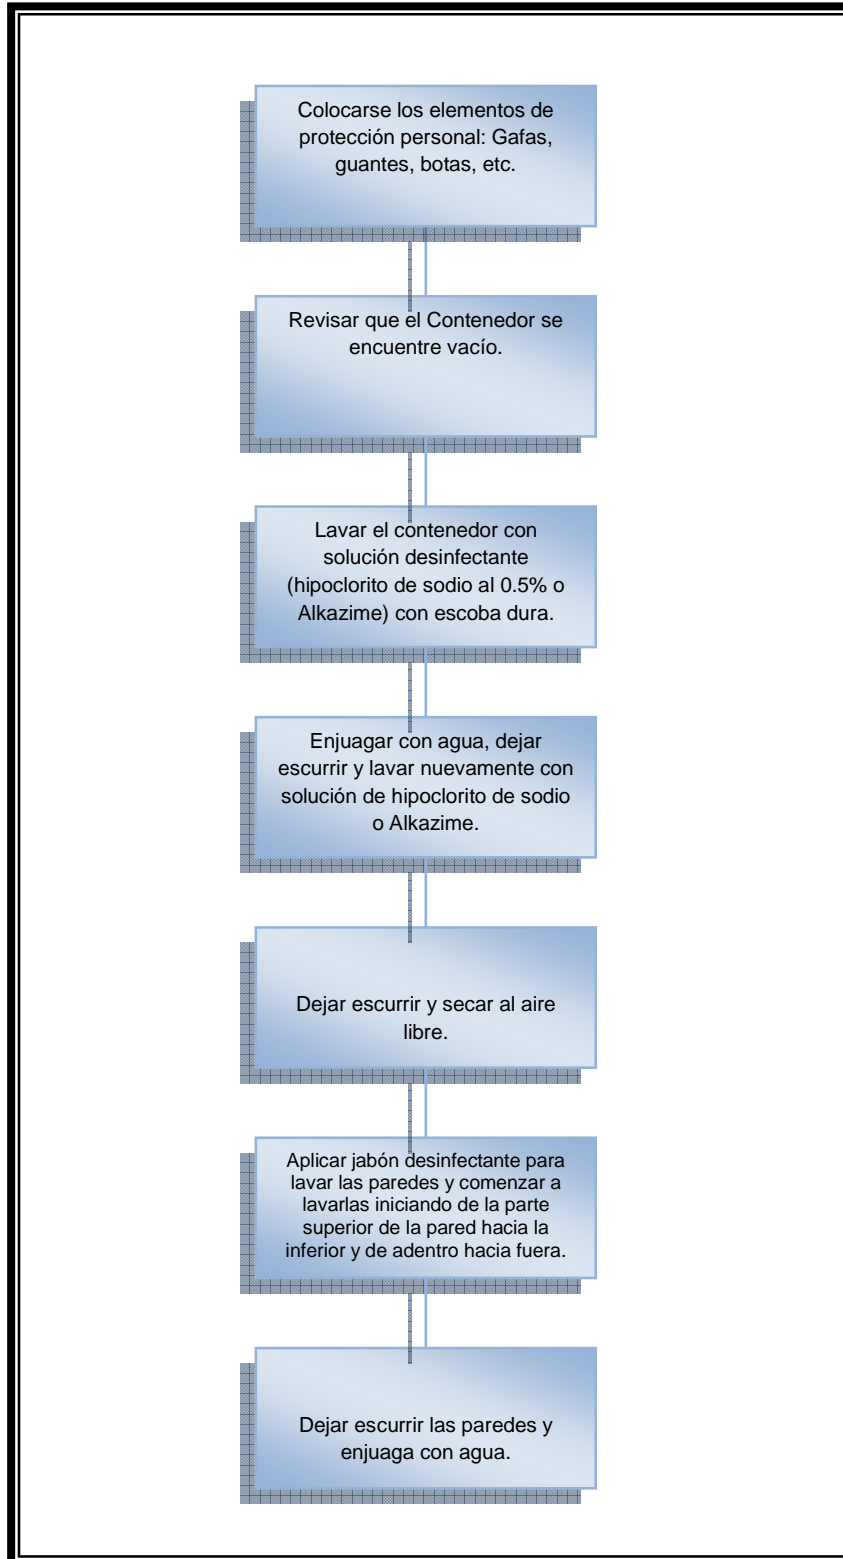 Colocarse los elementos de
protección personal: Gafas,
guantes, botas, etc.
Revisar que el Contenedor se
encuentre vacío.
Lavar el contenedor con
solución desinfectante
(hipoclorito de sodio al 0.5% o
Alkazime) con escoba dura.
Enjuagar con agua, dejar
escurrir y lavar nuevamente con
solución de hipoclorito de sodio
o Alkazime.
Dejar escurrir y secar al aire
libre.
Aplicar jabón desinfectante para
lavar las paredes y comenzar a
lavarlas iniciando de la parte
superior de la pared hacia la
inferior y de adentro hacia fuera.
Dejar escurrir las paredes y
enjuaga con agua.